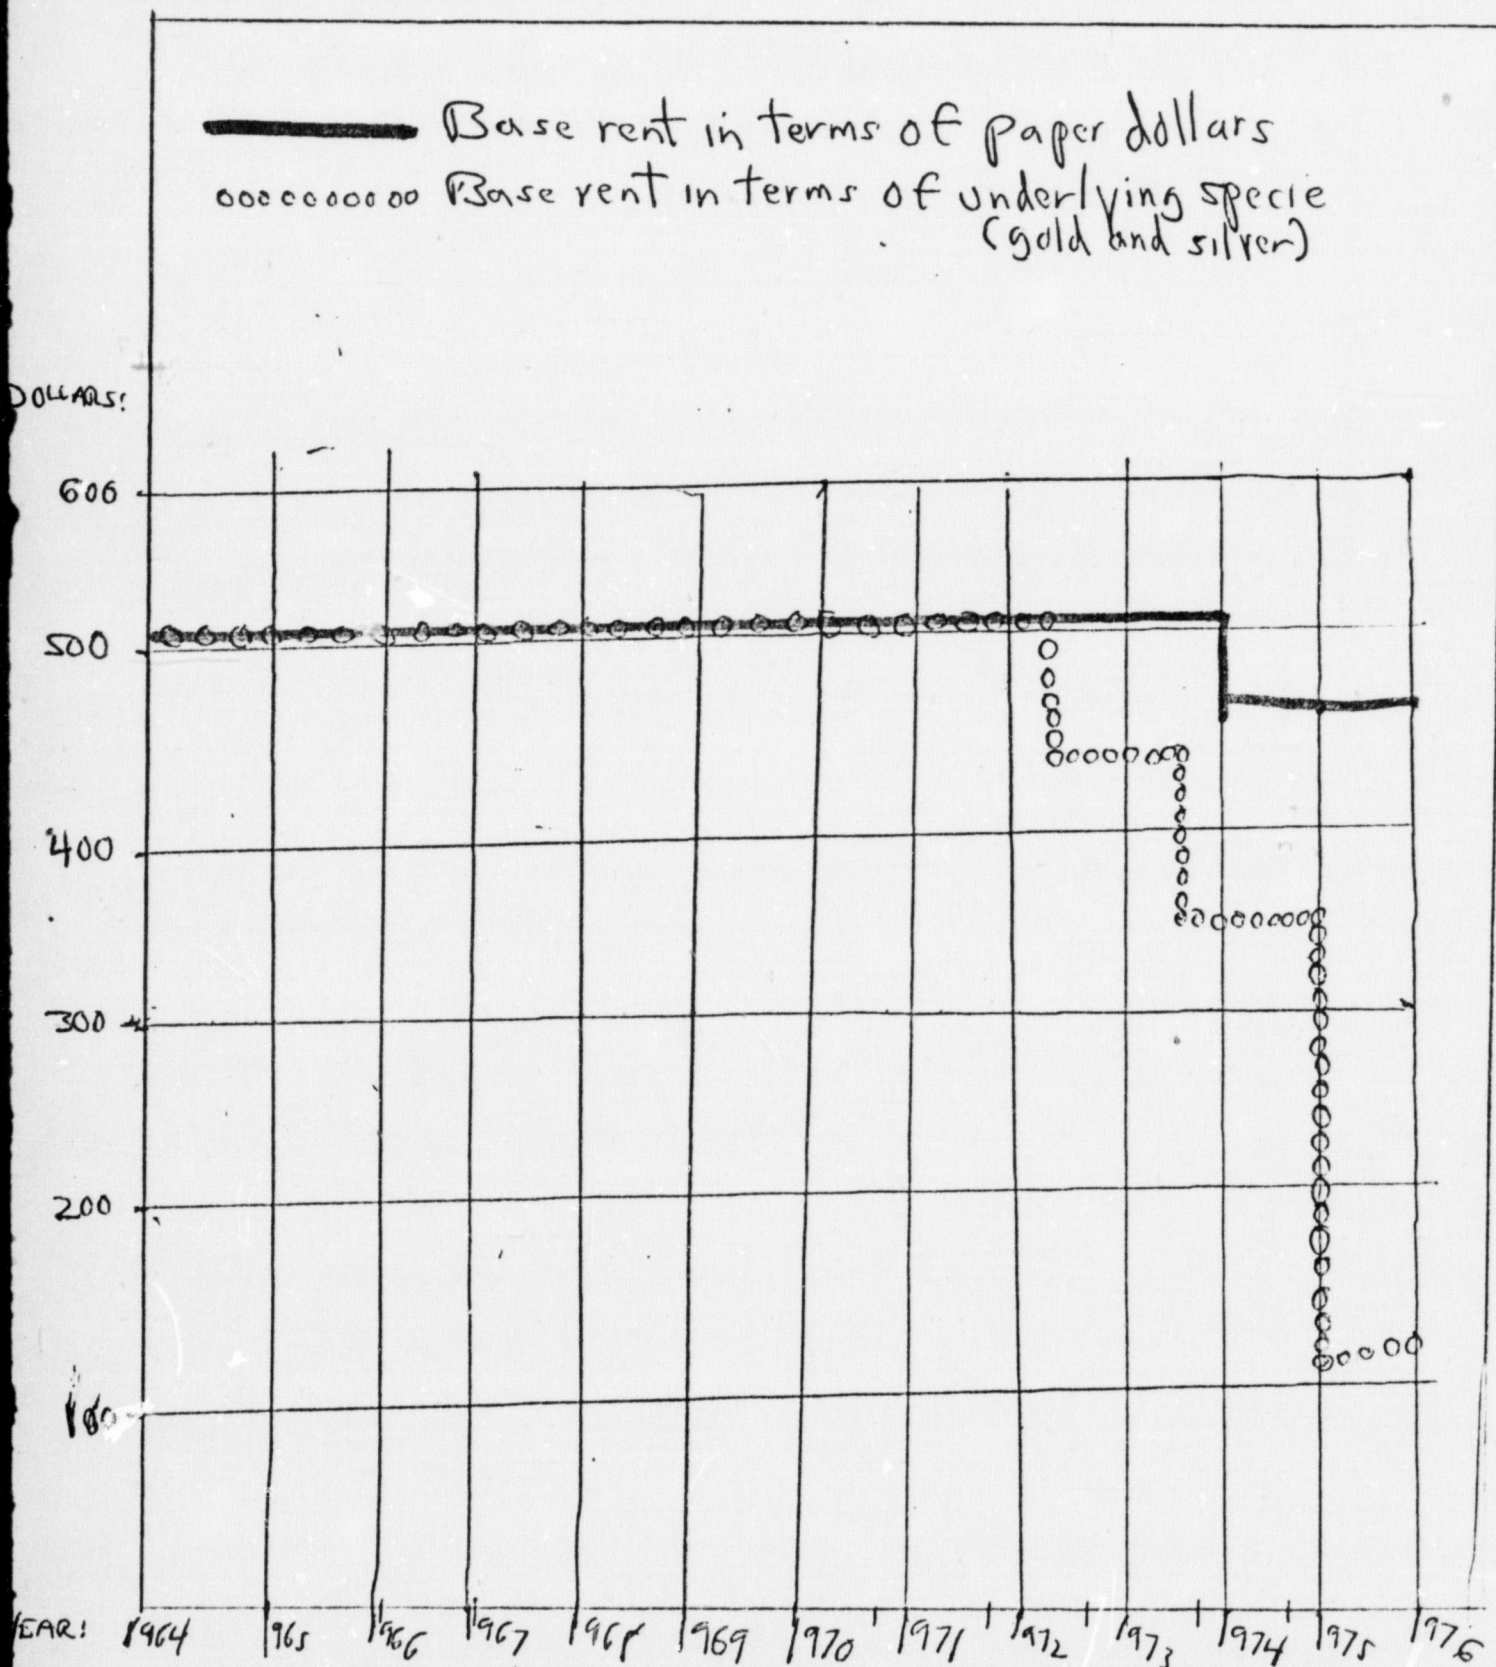 Base rent in terms of paper dollars
Base rent in terms of underlying specie
(gold and silver)
DOLLARS:
600
500
400
300
200
100
YEAR: 1964 1965 1966 1967 1968 1969 1970 1971 1972 1973 1974 1975 1976